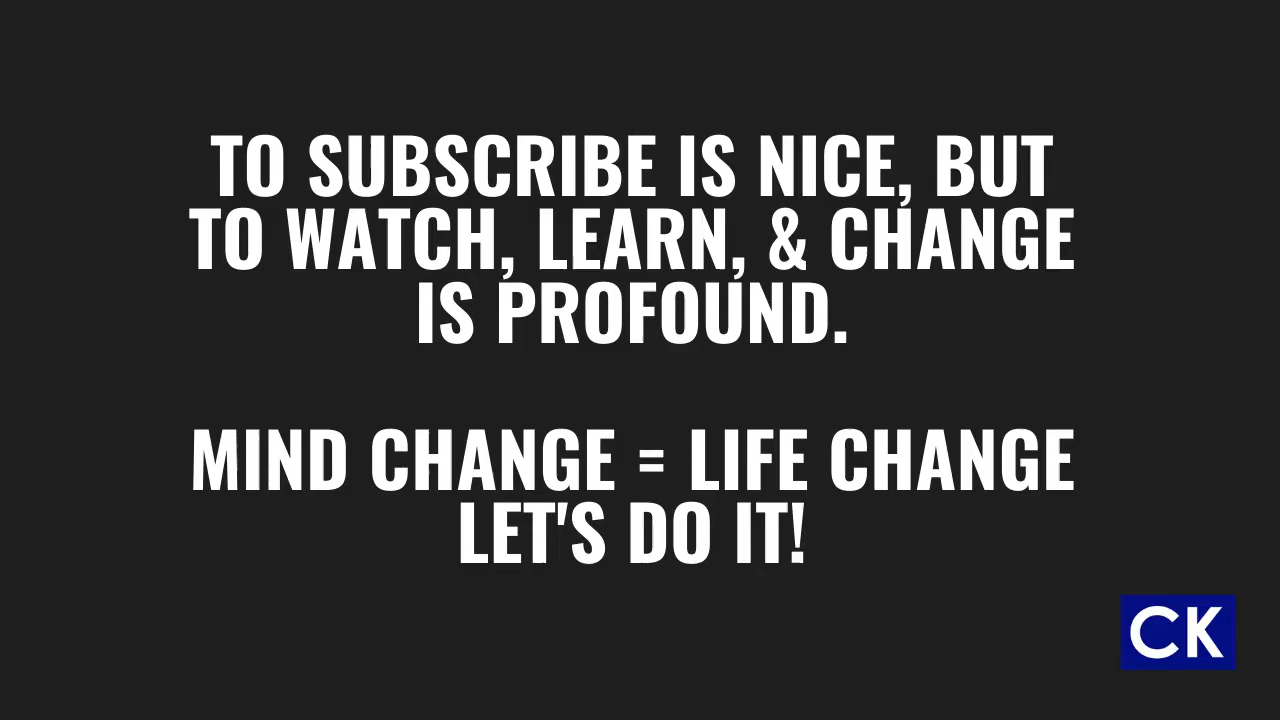 TO SUBSCRIBE IS NICE, BUT
TO WATCH, LEARN, & CHANGE
IS PROFOUND.
MIND CHANGE = LIFE CHANGE
LET'S DO IT!
CK